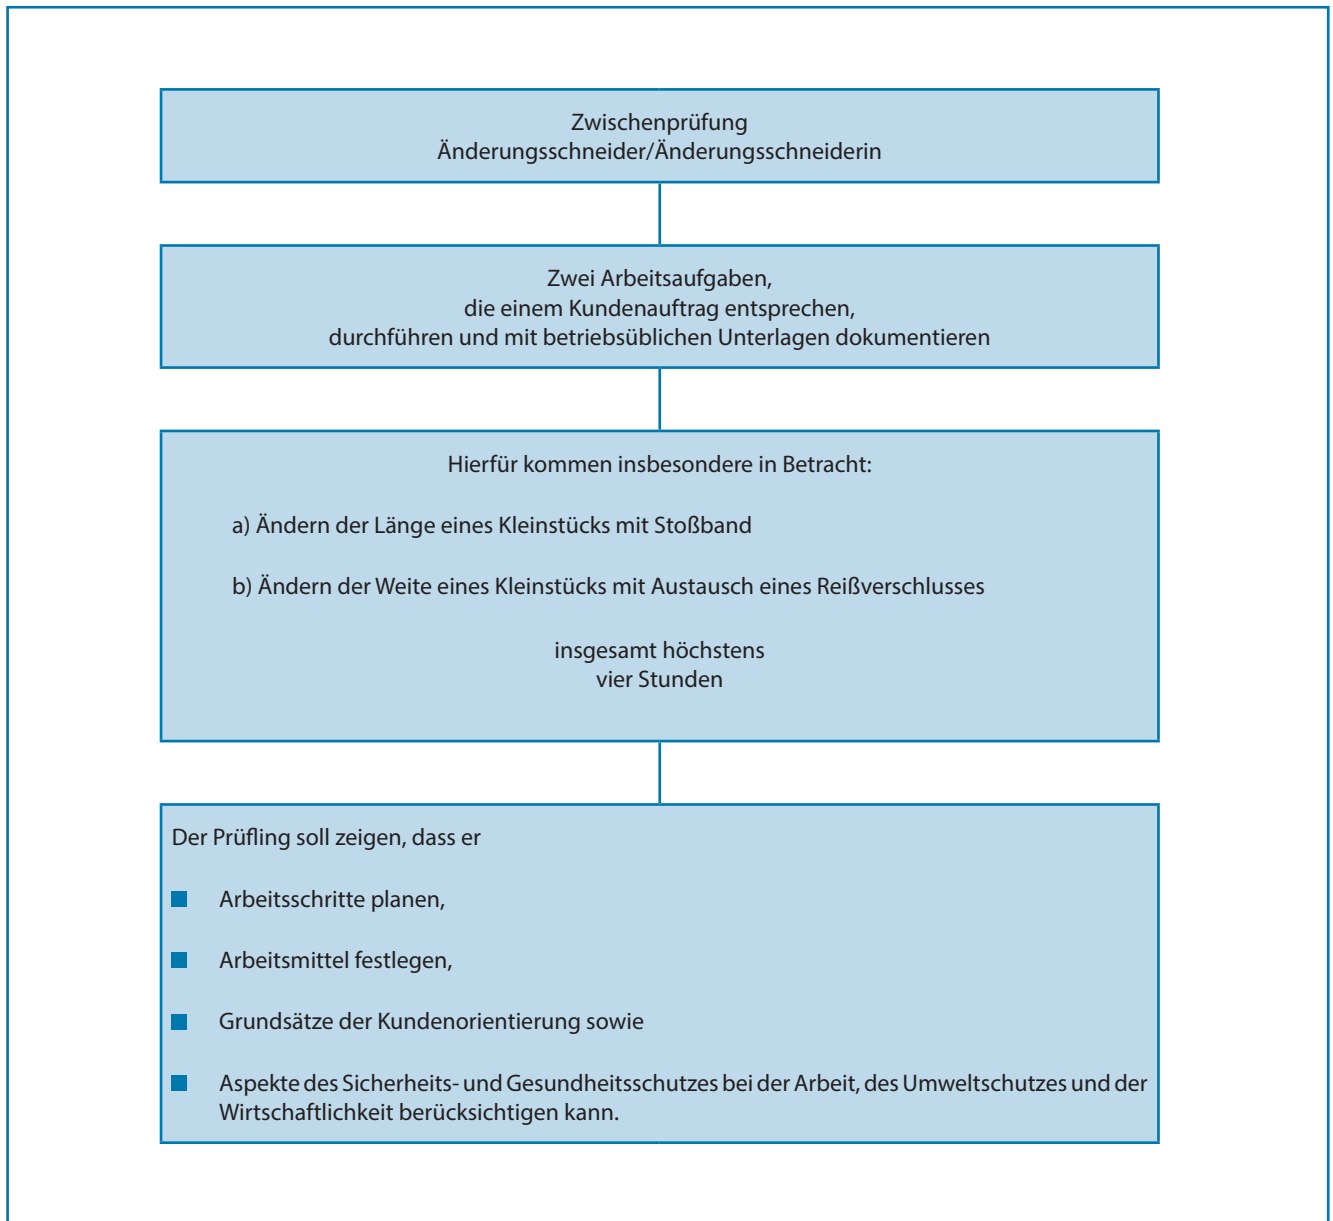 Zwischenprüfung
Änderungsschneider/Änderungsschneiderin
Zwei Arbeitsaufgaben,
die einem Kundenauftrag entsprechen,
durchführen und mit betriebsüblichen Unterlagen dokumentieren
Hierfür kommen insbesondere in Betracht:
a) Ändern der Länge eines Kleinstücks mit Stoßband
b) Ändern der Weite eines Kleinstücks mit Austausch eines Reißverschlusses
insgesamt höchstens
vier Stunden
Der Prüfling soll zeigen, dass er
Arbeitsschritte planen,
Arbeitsmittel festlegen,
Grundsätze der Kundenorientierung sowie
Aspekte des Sicherheits- und Gesundheitsschutzes bei der Arbeit, des Umweltschutzes und der
Wirtschaftlichkeit berücksichtigen kann.